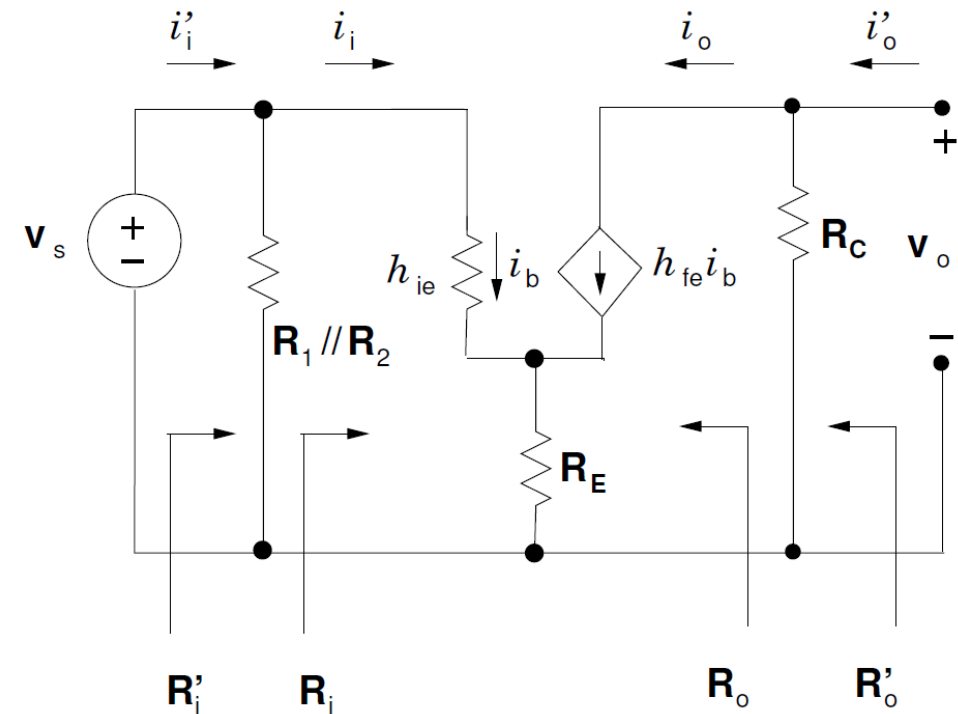 i'i ii io i'o
+
vs + hie ib hfeib RC vo
−
R1 // R2
−
RE
R'i Ri Ro R'o